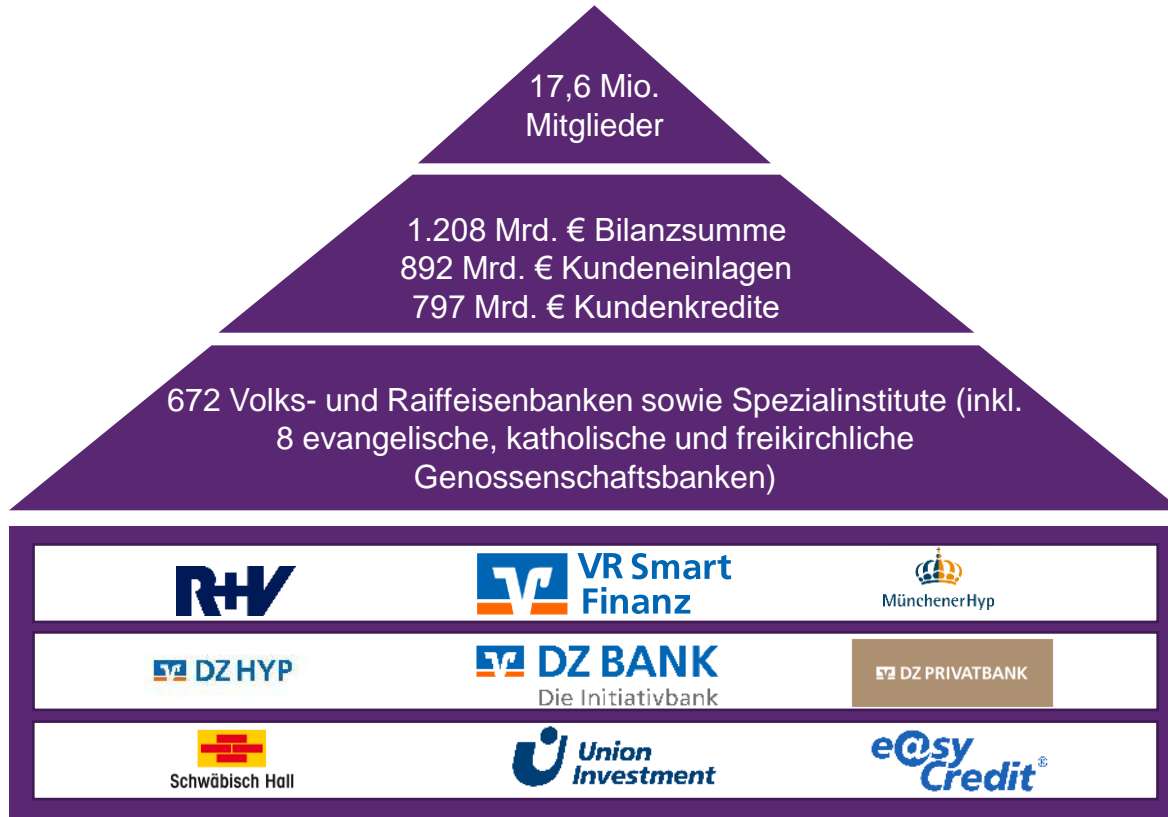 17,6 Mio.
Mitglieder
1.208 Mrd. € Bilanzsumme
892 Mrd. € Kundeneinlagen
797 Mrd. € Kundenkredite
672 Volks- und Raiffeisenbanken sowie Spezialinstitute (inkl.
8 evangelische, katholische und freikirchliche
Genossenschaftsbanken)
R+V
VR Smart
Finanz
MünchenerHyp
DZ HYP
DZ BANK
Die Initiativbank
DZ PRIVATBANK
Schwäbisch Hall
Union
Investment
e@sy
Credit®